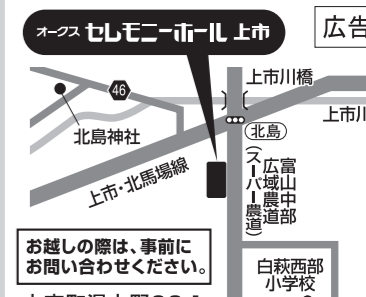 オークス セレモニーホール 上市
広告
46
上市川橋
上市川
北島神社
北島
上市・北馬場線
富山中部
広域農道
(スーパー農道)
お越しの際は、事前に
お問い合わせください。
白萩西部
小学校